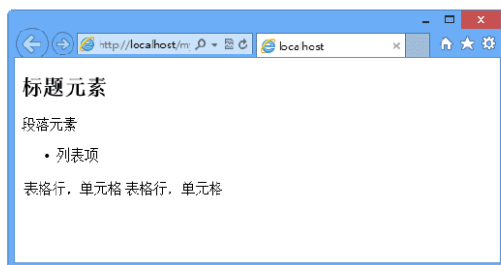 http://localhost/m
localhost
标题元素
段落元素
• 列表项
表格行，单元格 表格行，单元格